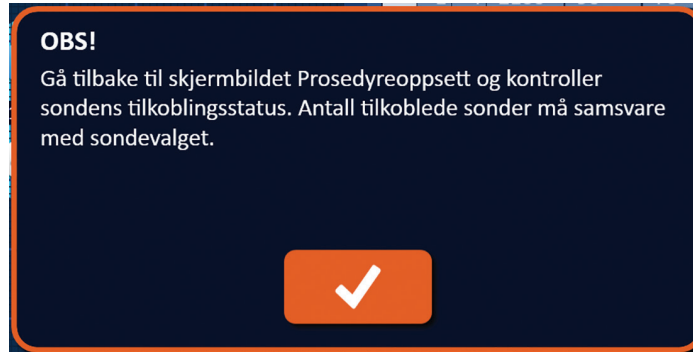 OBS!
Gå tilbake til skjermbildet Prosedyreoppsett og kontroller
sondens tilkoblingsstatus. Antall tilkoblede sonder må samsvare
med sondevalget.